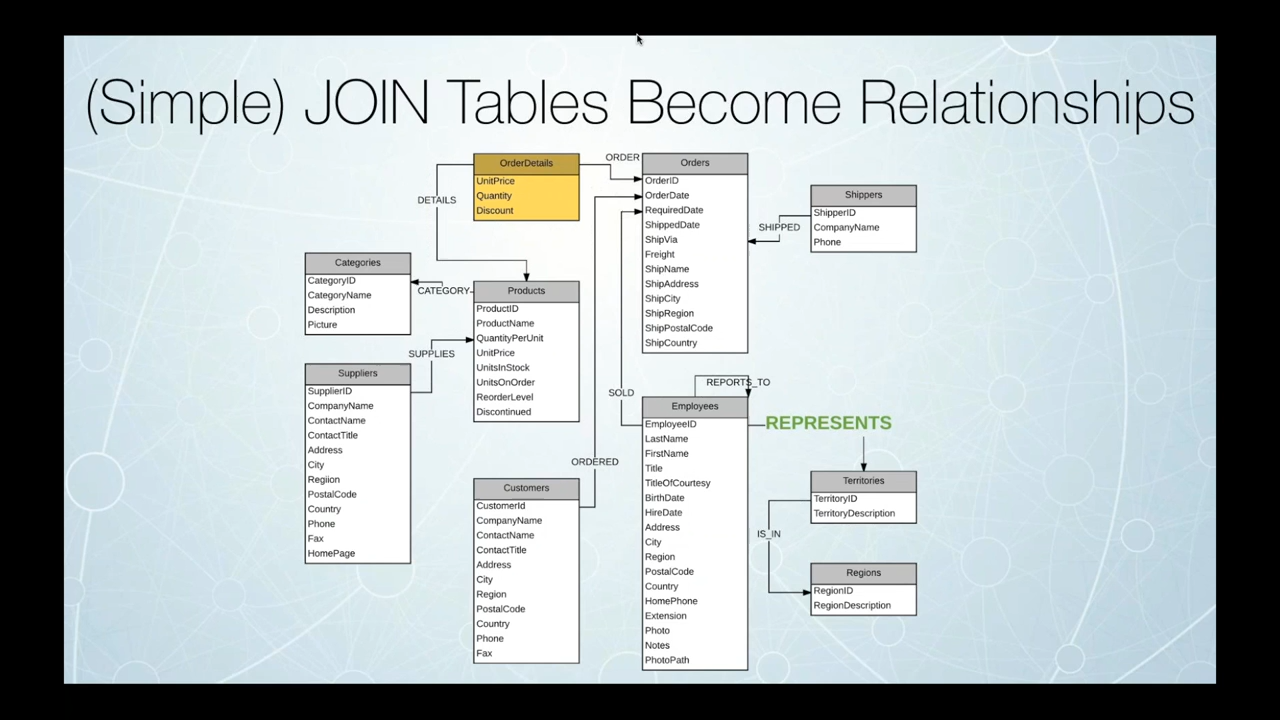 (Simple) JOIN Tables Become Relationships
OrderDetails
UnitPrice
Quantity
Discount
ORDER
Orders
OrderID
OrderDate
RequiredDate
ShippedDate
ShipVia
Freight
ShipName
ShipAddress
ShipCity
ShipRegion
ShipPostalCode
ShipCountry
Shippers
ShipperID
CompanyName
Phone
SHIPPED
DETAILS
Categories
CategoryID
CategoryName
Description
Picture
CATEGORY
Products
ProductID
ProductName
QuantityPerUnit
UnitPrice
UnitsInStock
UnitsOnOrder
ReorderLevel
Discontinued
SUPPLIES
Suppliers
SupplierID
CompanyName
ContactName
ContactTitle
Address
City
Regiion
PostalCode
Country
Phone
Fax
HomePage
ORDERED
Customers
CustomerId
CompanyName
ContactName
ContactTitle
Address
City
Region
PostalCode
Country
Phone
Fax
SOLD
REPORTS_TO
Employees
EmployeeID
LastName
FirstName
Title
TitleOfCourtesy
BirthDate
HireDate
Address
City
Region
PostalCode
Country
HomePhone
Extension
Photo
Notes
PhotoPath
REPRESENTS
Territories
TerritoryID
TerritoryDescription
IS_IN
Regions
RegionID
RegionDescription